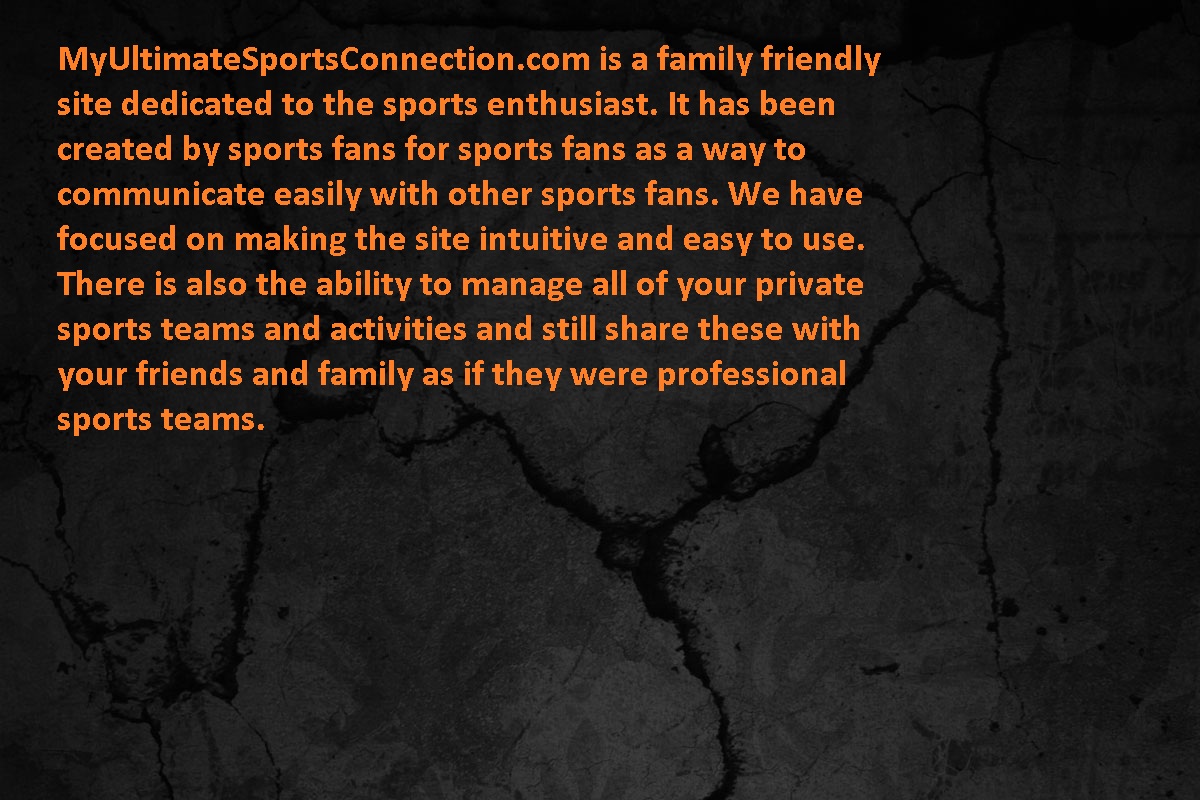 MyUltimateSportsConnection.com is a family friendly
site dedicated to the sports enthusiast. It has been
created by sports fans for sports fans as a way to
communicate easily with other sports fans. We have
focused on making the site intuitive and easy to use.
There is also the ability to manage all of your private
sports teams and activities and still share these with
your friends and family as if they were professional
sports teams.